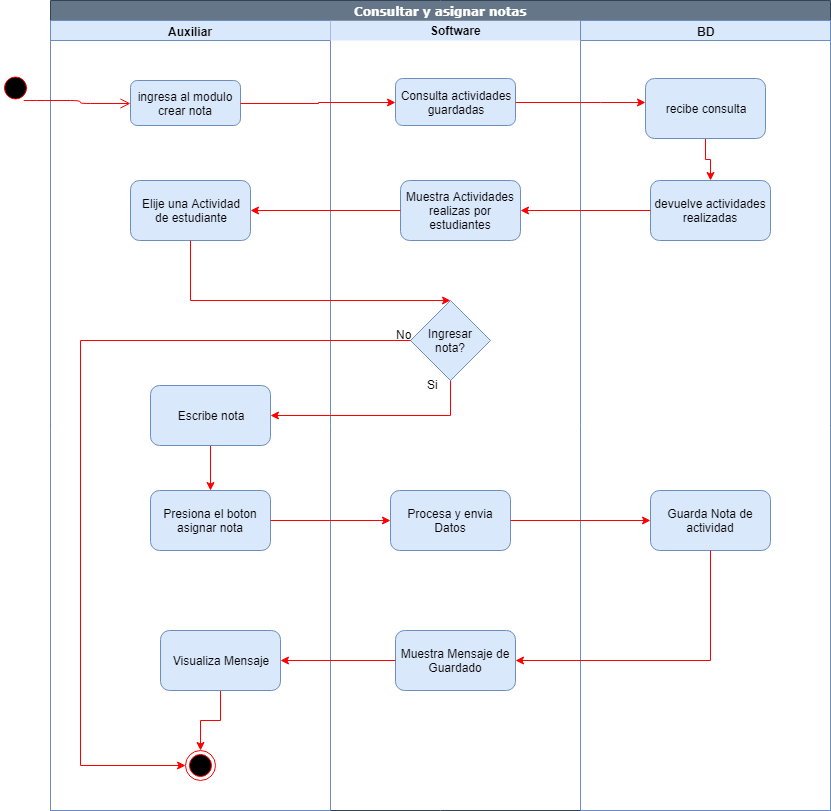 Consultar y asignar notas
Auxiliar
Software
BD
ingresa al modulo
crear nota
Consulta actividades
guardadas
recibe consulta
Elije una Actividad
de estudiante
Muestra Actividades
realizas por
estudiantes
devuelve actividades
realizadas
No
Ingresar
nota?
Si
Escribe nota
Presiona el boton
asignar nota
Procesa y envia
Datos
Guarda Nota de
actividad
Visualiza Mensaje
Muestra Mensaje de
Guardado